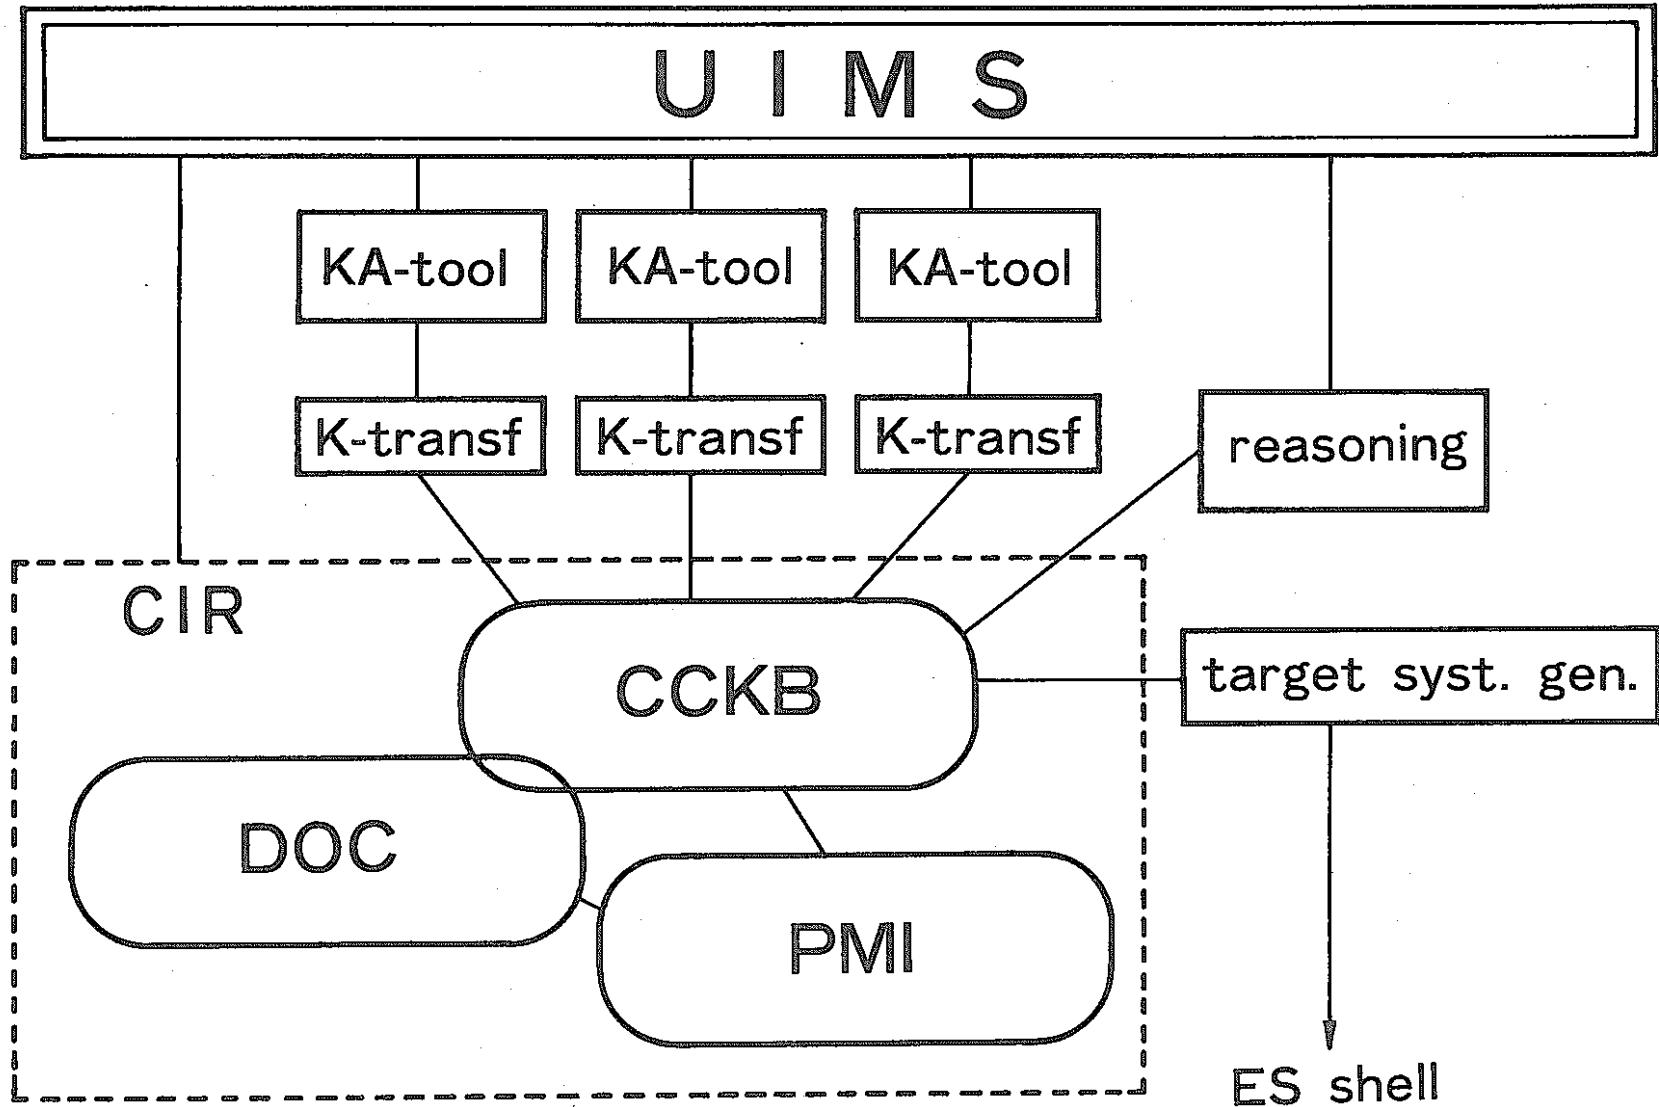 U I M S
KA-tool KA-tool KA-tool
K-transf K-transf K-transf
reasoning
CIR
CCKB
target syst. gen.
DOC
PMI
ES shell